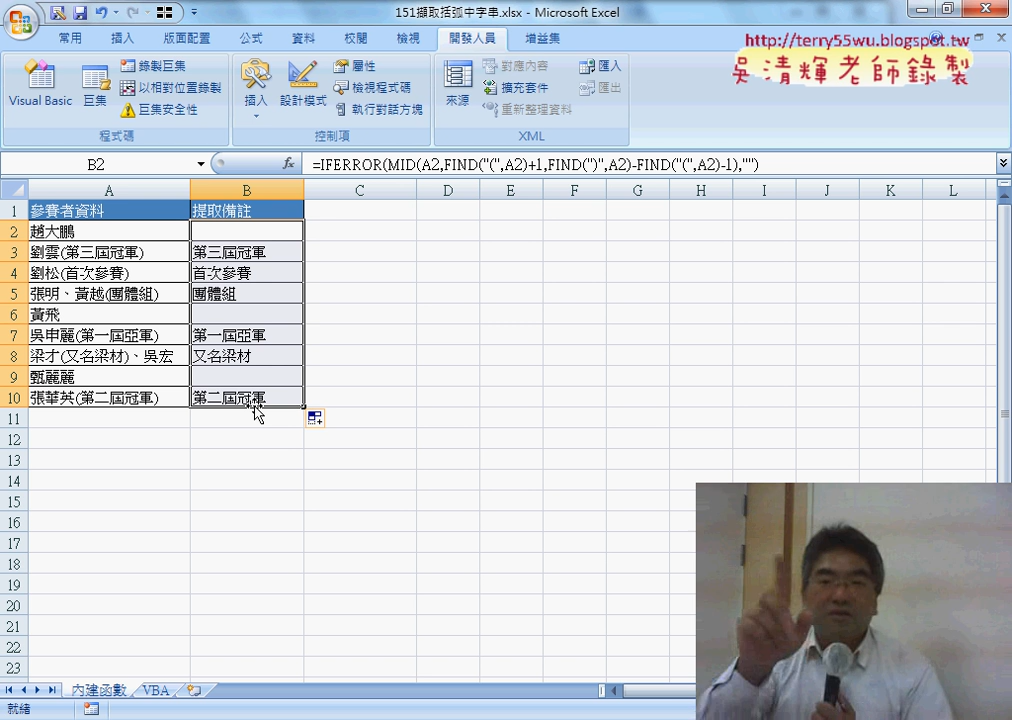 151擷取括弧中字串.xlsx - Microsoft Excel
常用 插入 版面配置 公式 資料 校閱 檢視 開發人員 增益集
http://terry55wu.blogspot.tw
吳清輝老師錄製
Visual Basic 巨集 錄製巨集 以相對位置錄製 巨集安全性
插入 設計模式 屬性 檢視程式碼 執行對話方塊
來源 對應內容 擴充套件 重新整理資料 匯入 匯出
程式碼 控制項 XML
B2 fx =IFERROR(MID(A2,FIND("(",A2)+1,FIND(")",A2)-FIND("(",A2)-1),"")
A B C D E F G H I J K L
1 參賽者資料 提取備註
2 趙大鵬
3 劉雲(第三屆冠軍) 第三屆冠軍
4 劉松(首次參賽) 首次參賽
5 張明、黃越(團體組) 團體組
6 黃飛
7 吳申麗(第一屆亞軍) 第一屆亞軍
8 梁才(又名梁材)、吳宏 又名梁材
9 甄麗麗
10 張華英(第二屆冠軍) 第二屆冠軍
11
12
13
14
15
16
17
18
19
20
21
22
23
內建函數 VBA
就緒